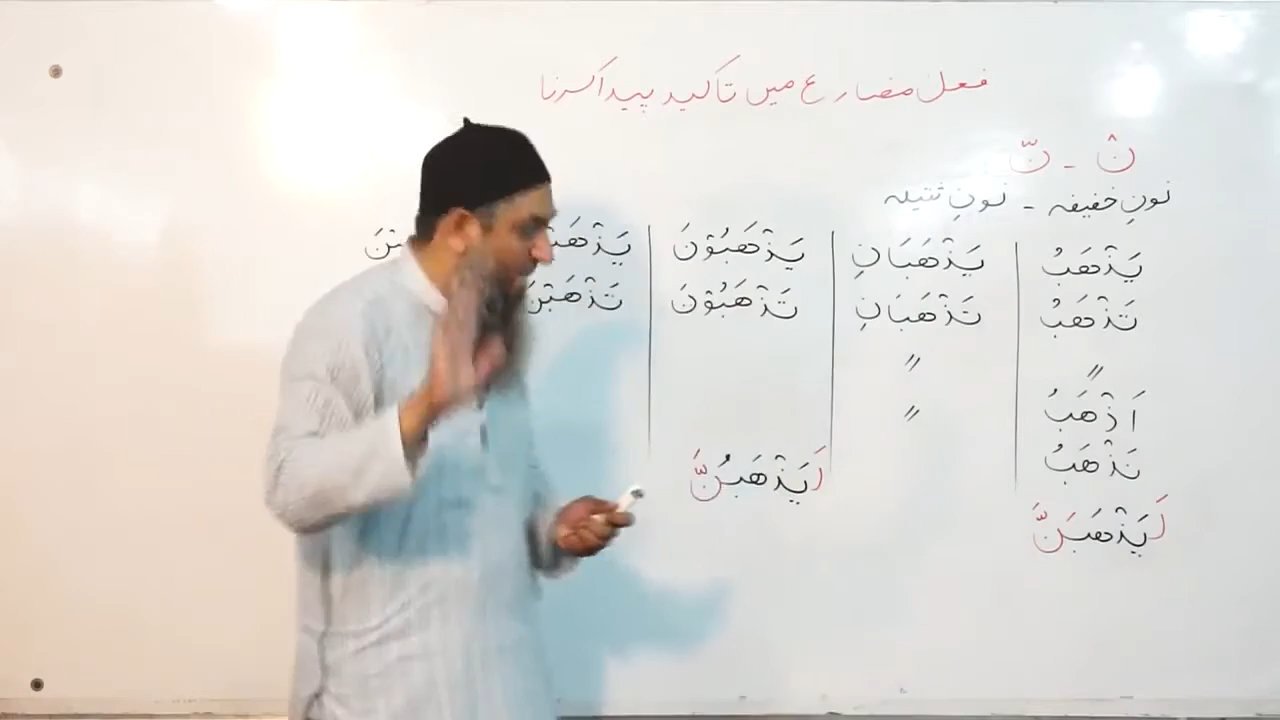 فعل مضارع میں تاکید پیدا کرنا
نْ - نّ
نونِ خفیفہ - نونِ ثقیلہ
یَذْھَبُ یَذْھَبَانِ یَذْھَبُوْنَ
تَذْھَبُ تَذْھَبَانِ تَذْھَبُوْنَ تَذْھَبْنَ
〃 〃
اَذْھَبُ 〃
نَذْھَبُ لَیَذْھَبُنَّ
لَیَذْھَبَنَّ